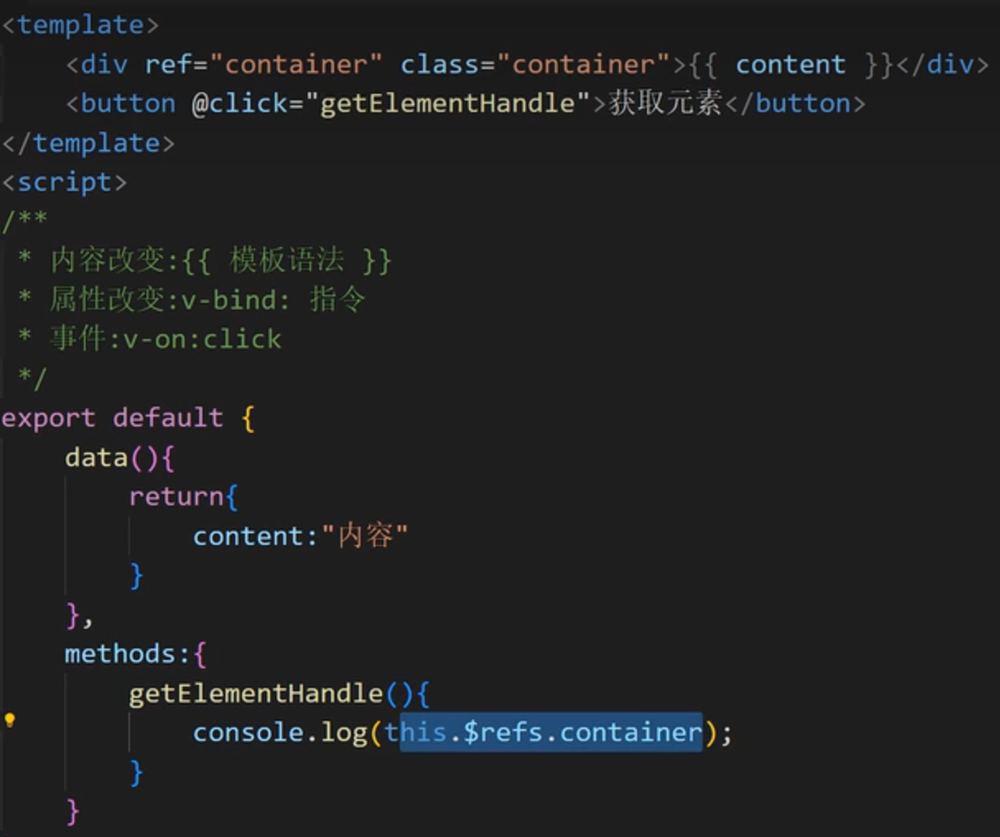 <template>
    <div ref="container" class="container">{{ content }}</div>
    <button @click="getElementHandle">获取元素</button>
</template>
<script>
/**
 * 内容改变:{{ 模板语法 }}
 * 属性改变:v-bind: 指令
 * 事件:v-on:click
 */
export default {
    data(){
        return{
            content:"内容"
        }
    },
    methods:{
        getElementHandle(){
            console.log(this.$refs.container);
        }
    }